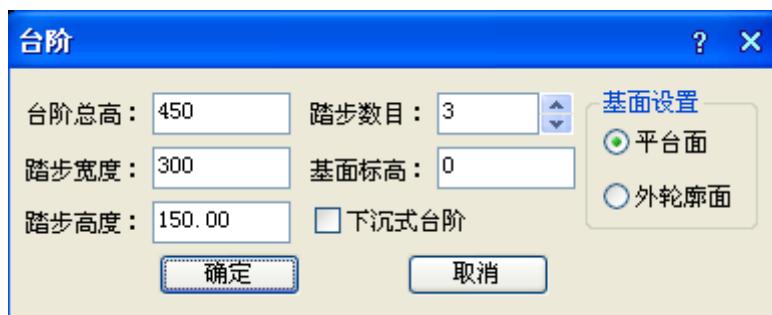 台阶
台阶总高： 450 踏步数目： 3 基面设置
平台面
踏步宽度： 300 基面标高： 0
外轮廓面
踏步高度： 150.00 下沉式台阶
确定 取消